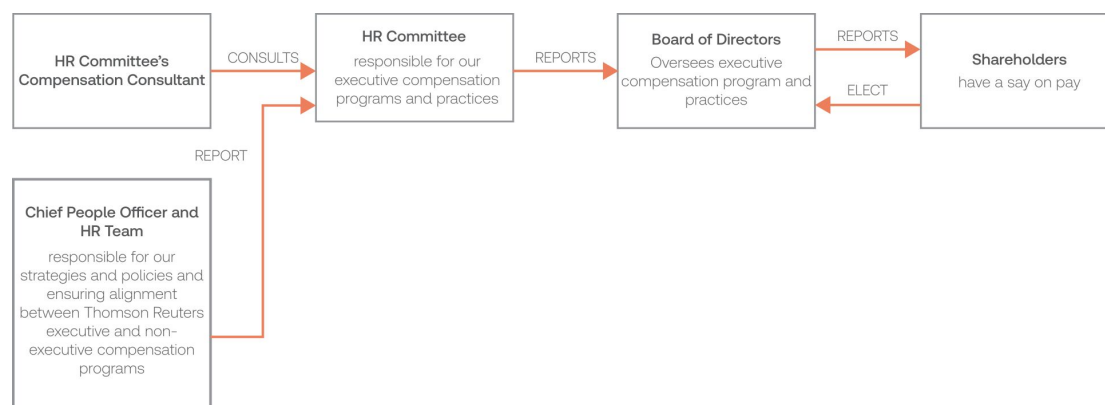 HR Committee's
Compensation Consultant
CONSULTS
HR Committee
responsible for our
executive compensation
programs and practices
REPORTS
Board of Directors
Oversees executive
compensation program and
practices
REPORTS
ELECT
Shareholders
have a say on pay
REPORT
Chief People Officer and
HR Team
responsible for our
strategies and policies and
ensuring alignment
between Thomson Reuters
executive and non-
executive compensation
programs